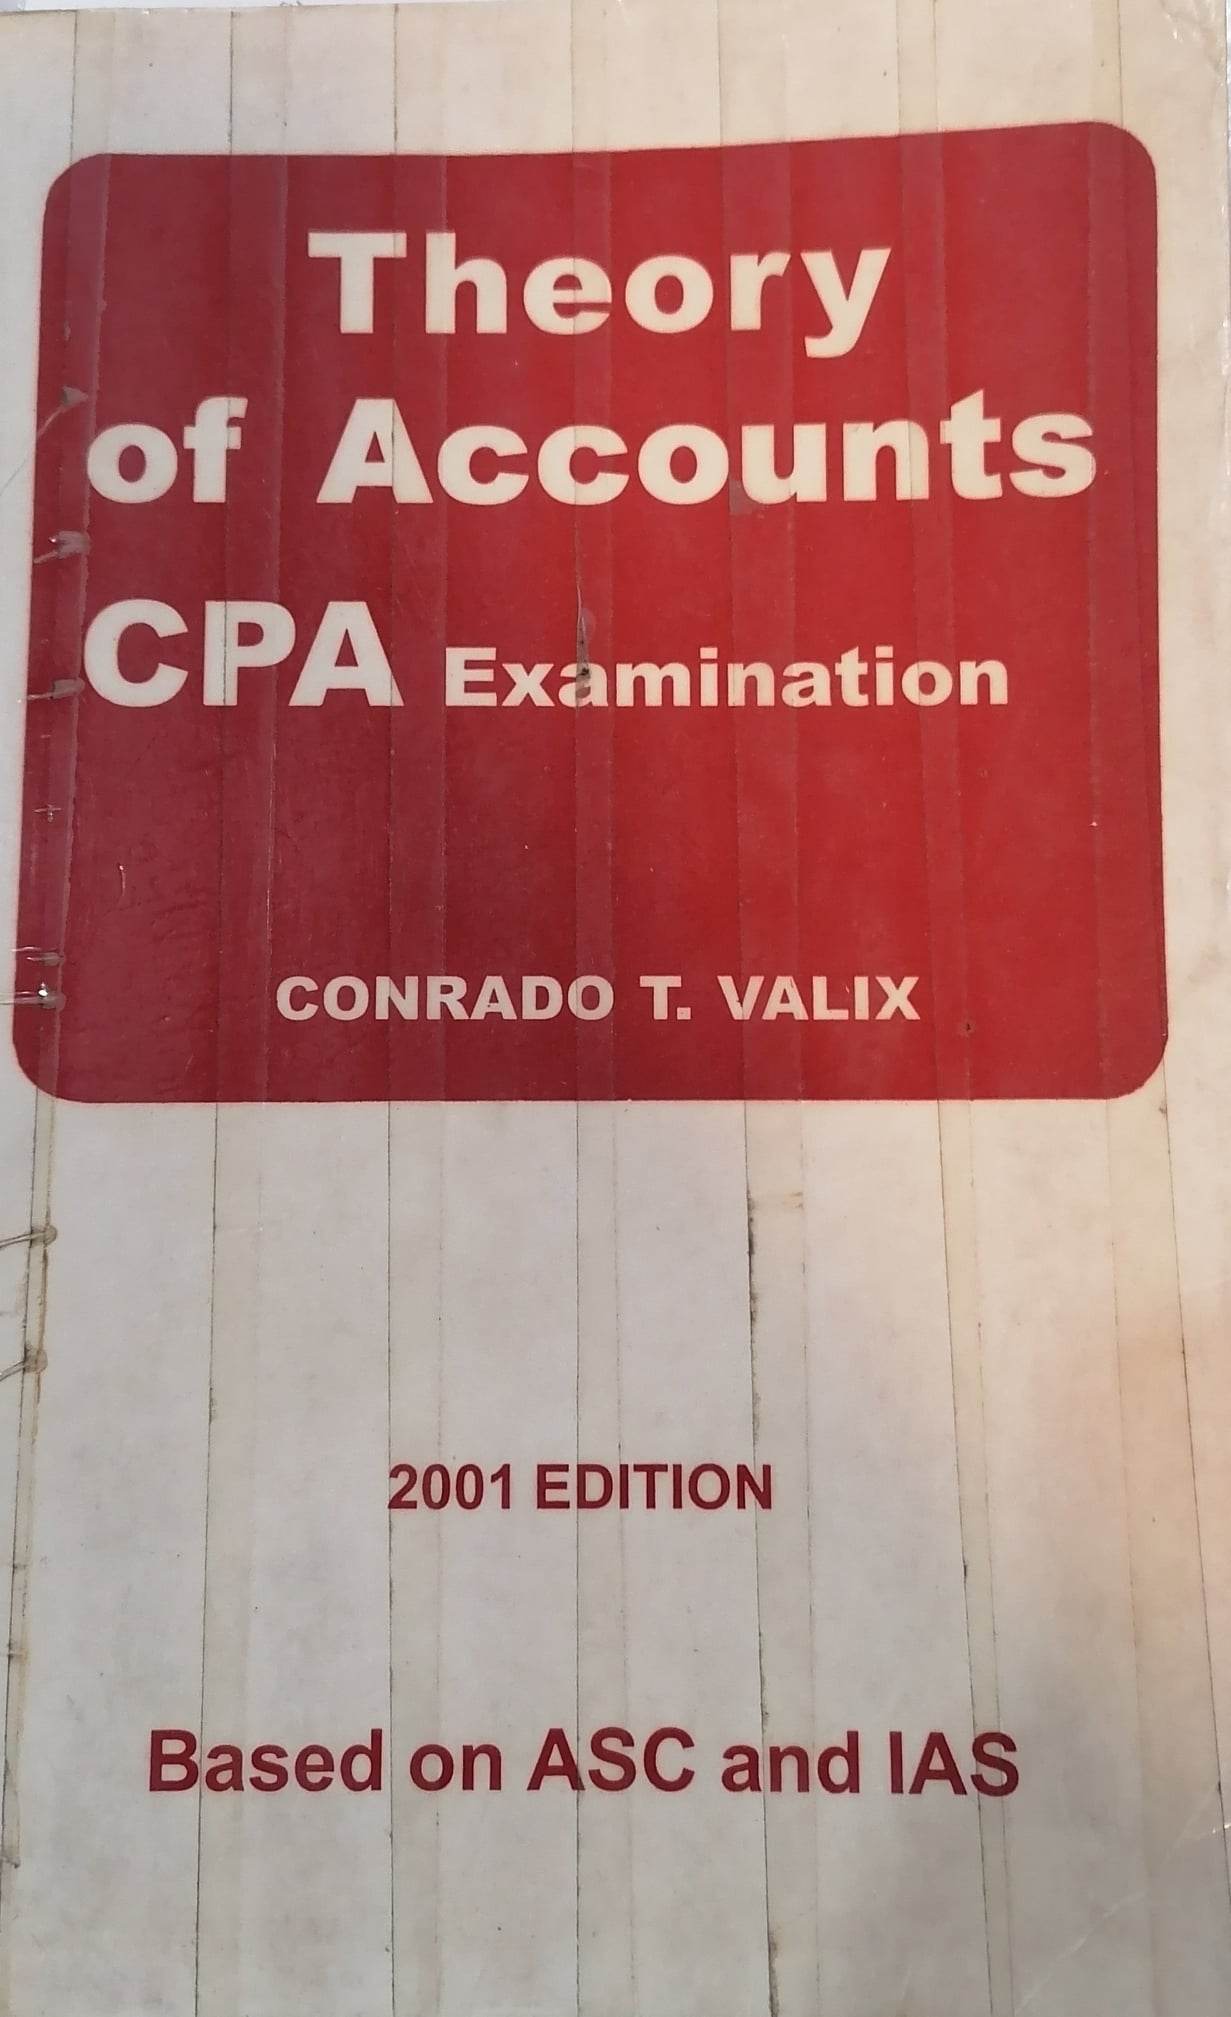 Theory
of Accounts
CPA Examination
CONRADO T. VALIX
2001 EDITION
Based on ASC and IAS